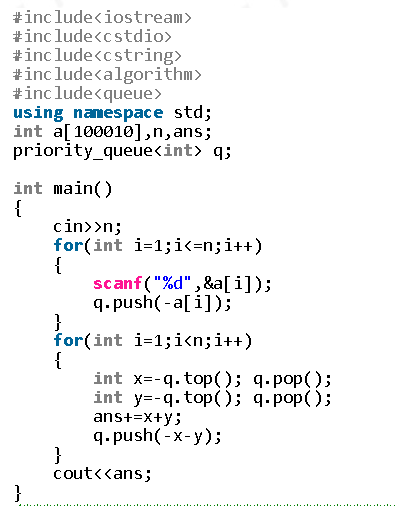 #include<iostream>
#include<cstdio>
#include<cstring>
#include<algorithm>
#include<queue>
using namespace std;
int a[100010],n,ans;
priority_queue<int> q;

int main()
{
    cin>>n;
    for(int i=1;i<=n;i++)
    {
        scanf("%d",&a[i]);
        q.push(-a[i]);
    }
    for(int i=1;i<n;i++)
    {
        int x=-q.top(); q.pop();
        int y=-q.top(); q.pop();
        ans+=x+y;
        q.push(-x-y);
    }
    cout<<ans;
}